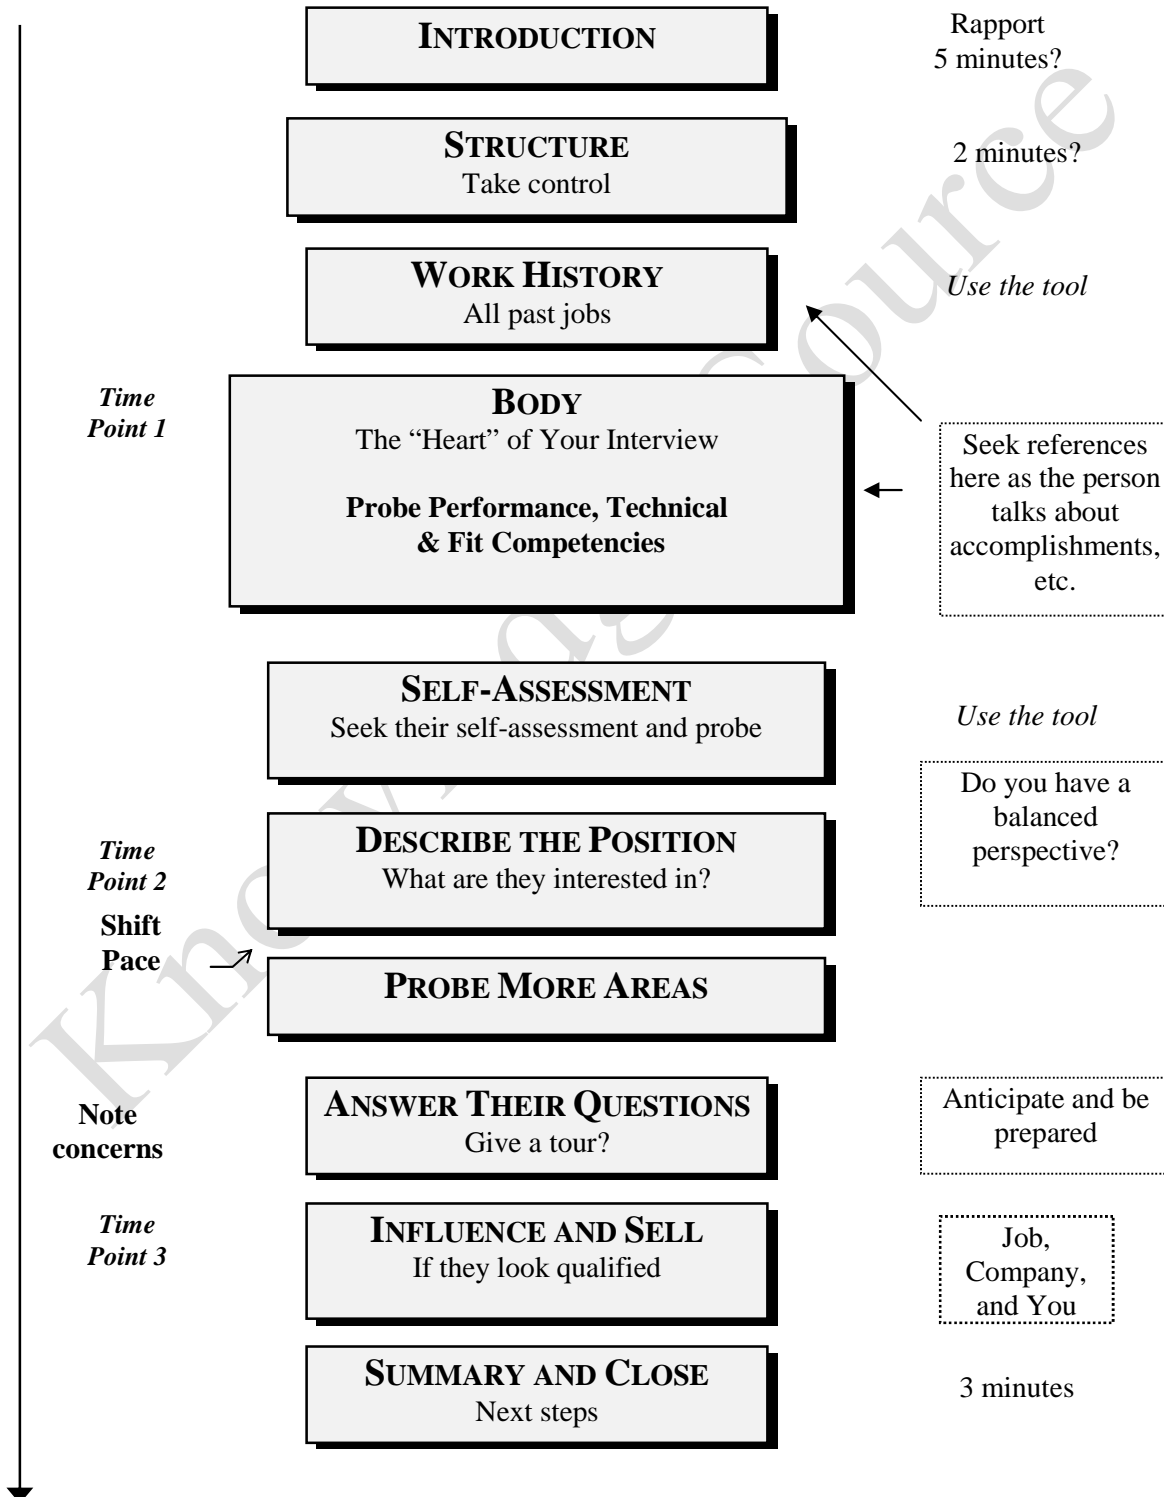 INTRODUCTION
Rapport
5 minutes?
STRUCTURE
Take control
2 minutes?
WORK HISTORY
All past jobs
Use the tool
Time
Point 1
BODY
The “Heart” of Your Interview
Probe Performance, Technical
& Fit Competencies
Seek references
here as the person
talks about
accomplishments,
etc.
SELF-ASSESSMENT
Seek their self-assessment and probe
Use the tool
Do you have a
balanced
perspective?
Time
Point 2
DESCRIBE THE POSITION
What are they interested in?
Shift
Pace
PROBE MORE AREAS
Note
concerns
ANSWER THEIR QUESTIONS
Give a tour?
Anticipate and be
prepared
Time
Point 3
INFLUENCE AND SELL
If they look qualified
Job,
Company,
and You
SUMMARY AND CLOSE
Next steps
3 minutes